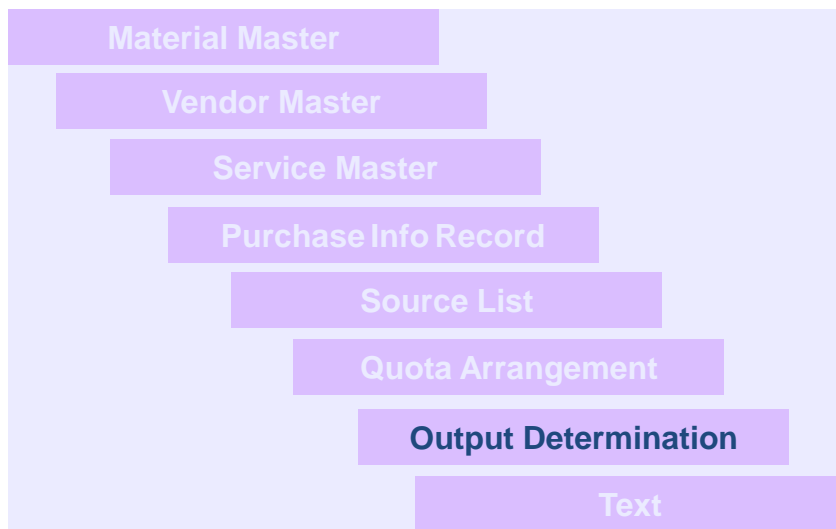 Material Master
Vendor Master
Service Master
Purchase Info Record
Source List
Quota Arrangement
Output Determination
Text